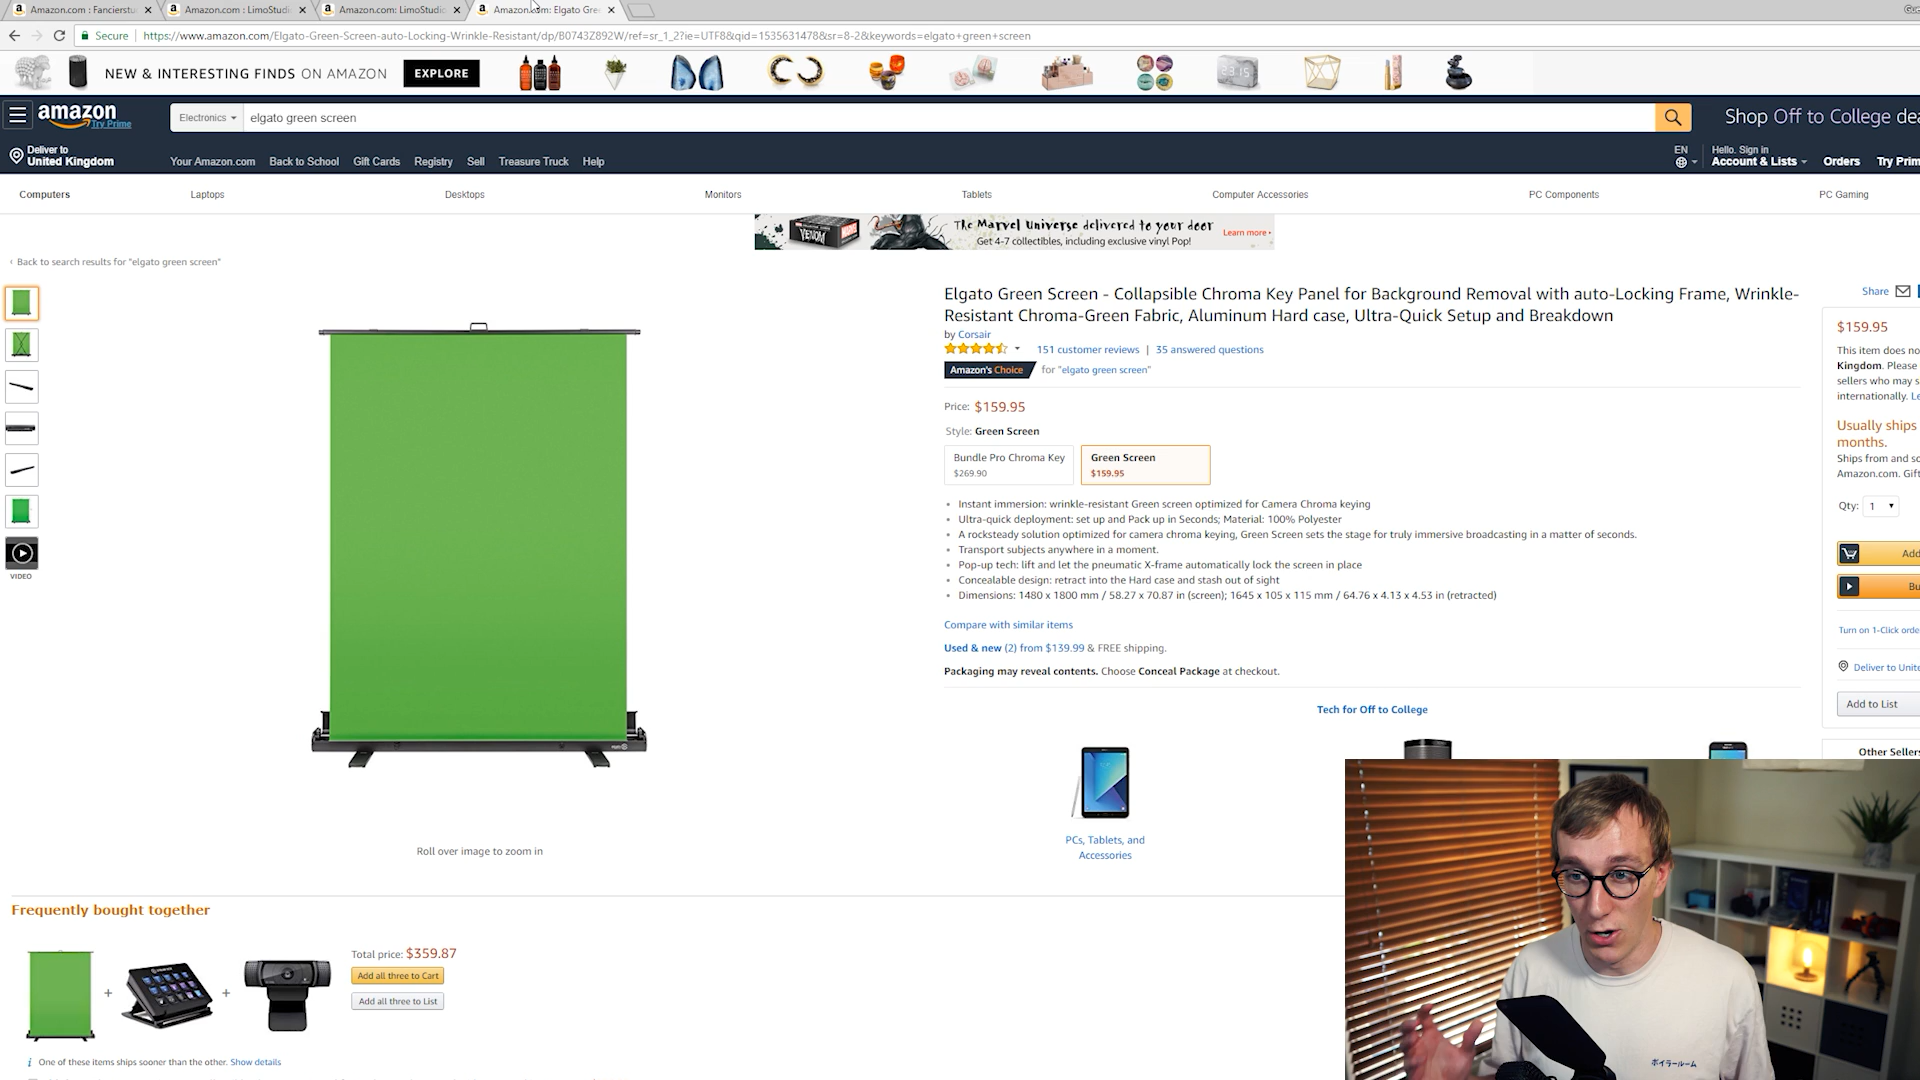 Amazon.com : Fancierstu
Amazon.com : LimoStudi
Amazon.com: LimoStudio
Amazon.com: Elgato Gre
Gue
Secure
https://www.amazon.com/Elgato-Green-Screen-auto-Locking-Wrinkle-Resistant/dp/B0743Z892W/ref=sr_1_2?ie=UTF8&qid=1535631478&sr=8-2&keywords=elgato+green+screen
NEW & INTERESTING FINDS ON AMAZON
EXPLORE
23:15
amazon
Try Prime
Electronics
elgato green screen
Shop Off to College dea
Deliver to
United Kingdom
Your Amazon.com
Back to School
Gift Cards
Registry
Sell
Treasure Truck
Help
EN
Hello. Sign in
Account & Lists
Orders
Try Prim
Computers
Laptops
Desktops
Monitors
Tablets
Computer Accessories
PC Components
PC Gaming
VENOM
The Marvel Universe delivered to your door
Get 4-7 collectibles, including exclusive vinyl Pop!
Learn more
‹ Back to search results for "elgato green screen"
VIDEO
Roll over image to zoom in
Elgato Green Screen - Collapsible Chroma Key Panel for Background Removal with auto-Locking Frame, Wrinkle-
Resistant Chroma-Green Fabric, Aluminum Hard case, Ultra-Quick Setup and Breakdown
by Corsair
151 customer reviews | 35 answered questions
Amazon's Choice for "elgato green screen"
Price: $159.95
Style: Green Screen
Bundle Pro Chroma Key
$269.90
Green Screen
$159.95
• Instant immersion: wrinkle-resistant Green screen optimized for Camera Chroma keying
• Ultra-quick deployment: set up and Pack up in Seconds; Material: 100% Polyester
• A rocksteady solution optimized for camera chroma keying, Green Screen sets the stage for truly immersive broadcasting in a matter of seconds.
• Transport subjects anywhere in a moment.
• Pop-up tech: lift and let the pneumatic X-frame automatically lock the screen in place
• Concealable design: retract into the Hard case and stash out of sight
• Dimensions: 1480 x 1800 mm / 58.27 x 70.87 in (screen); 1645 x 105 x 115 mm / 64.76 x 4.13 x 4.53 in (retracted)
Compare with similar items
Used & new (2) from $139.99 & FREE shipping.
Packaging may reveal contents. Choose Conceal Package at checkout.
Tech for Off to College
PCs, Tablets, and
Accessories
Share
$159.95
This item does no
Kingdom. Please
sellers who may s
internationally. Le
Usually ships
months.
Ships from and so
Amazon.com. Gift
Qty: 1
Add
Bu
Turn on 1-Click orde
Deliver to Unite
Add to List
Other Sellers
Frequently bought together
Total price: $359.87
Add all three to Cart
Add all three to List
One of these items ships sooner than the other. Show details
ボイラールーム